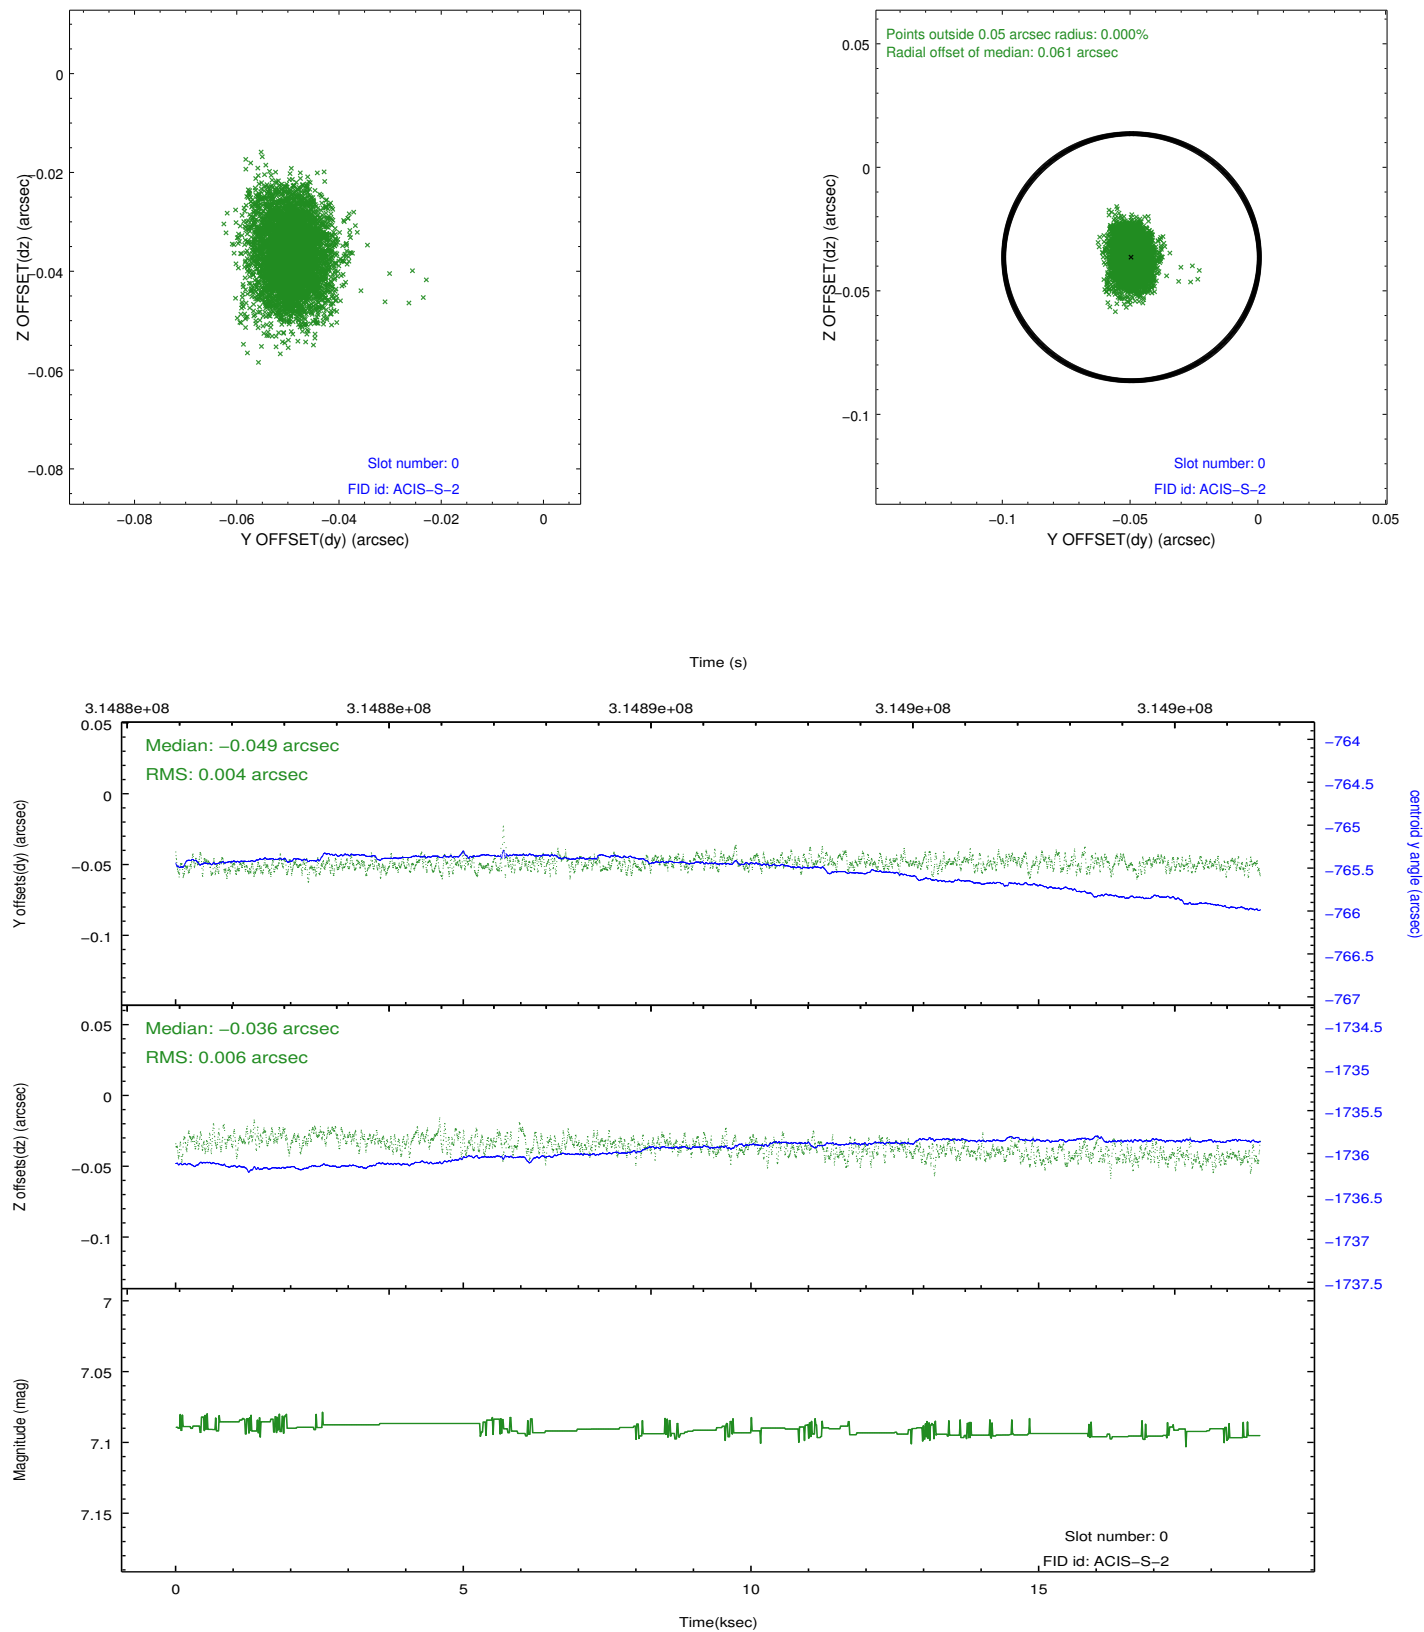 0
−0.02
−0.04
−0.06
−0.08
Z OFFSET(dz) (arcsec)
Slot number: 0
FID id: ACIS−S−2
−0.08
−0.06
−0.04
−0.02
0
Y OFFSET(dy) (arcsec)
Points outside 0.05 arcsec radius: 0.000%
Radial offset of median: 0.061 arcsec
0.05
0
−0.05
−0.1
Z OFFSET(dz) (arcsec)
Slot number: 0
FID id: ACIS−S−2
−0.1
−0.05
0
0.05
Y OFFSET(dy) (arcsec)
Time (s)
3.1488e+08
3.1488e+08
3.1489e+08
3.149e+08
3.149e+08
Median: −0.049 arcsec
RMS: 0.004 arcsec
0.05
0
−0.05
−0.1
Y offsets(dy) (arcsec)
−764
−764.5
−765
−765.5
−766
−766.5
−767
centroid y angle (arcsec)
Median: −0.036 arcsec
RMS: 0.006 arcsec
0.05
0
−0.05
−0.1
Z offsets(dz) (arcsec)
−1734.5
−1735
−1735.5
−1736
−1736.5
−1737
−1737.5
7
7.05
7.1
7.15
Magnitude (mag)
Slot number: 0
FID id: ACIS−S−2
0
5
10
15
Time(ksec)